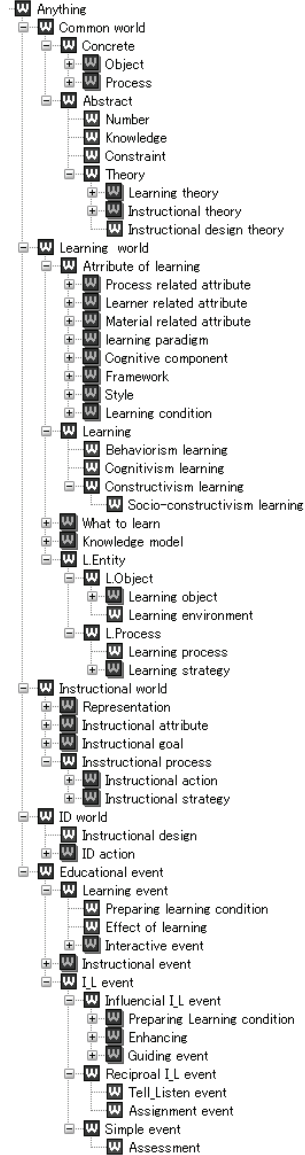 Anything
Common world
Concrete
Object
Process
Abstract
Number
Knowledge
Constraint
Theory
Learning theory
Instructional theory
Instructional design theory
Learning world
Atrribute of learning
Process related attribute
Learner related attribute
Material related attribute
learning paradigm
Cognitive component
Framework
Style
Learning condition
Learning
Behaviorism learning
Cognitivism learning
Constructivism learning
Socio-constructivism learning
What to learn
Knowledge model
L.Entity
L.Object
Learning object
Learning environment
L.Process
Learning process
Learning strategy
Instructional world
Representation
Instructional attribute
Instructional goal
Insstructional process
Instructional action
Instructional strategy
ID world
Instructional design
ID action
Educational event
Learning event
Preparing learning condition
Effect of learning
Interactive event
Instructional event
I_L event
Influencial I_L event
Preparing Learning condition
Enhancing
Guiding event
Reciproal I_L event
Tell_Listen event
Assignment event
Simple event
Assessment